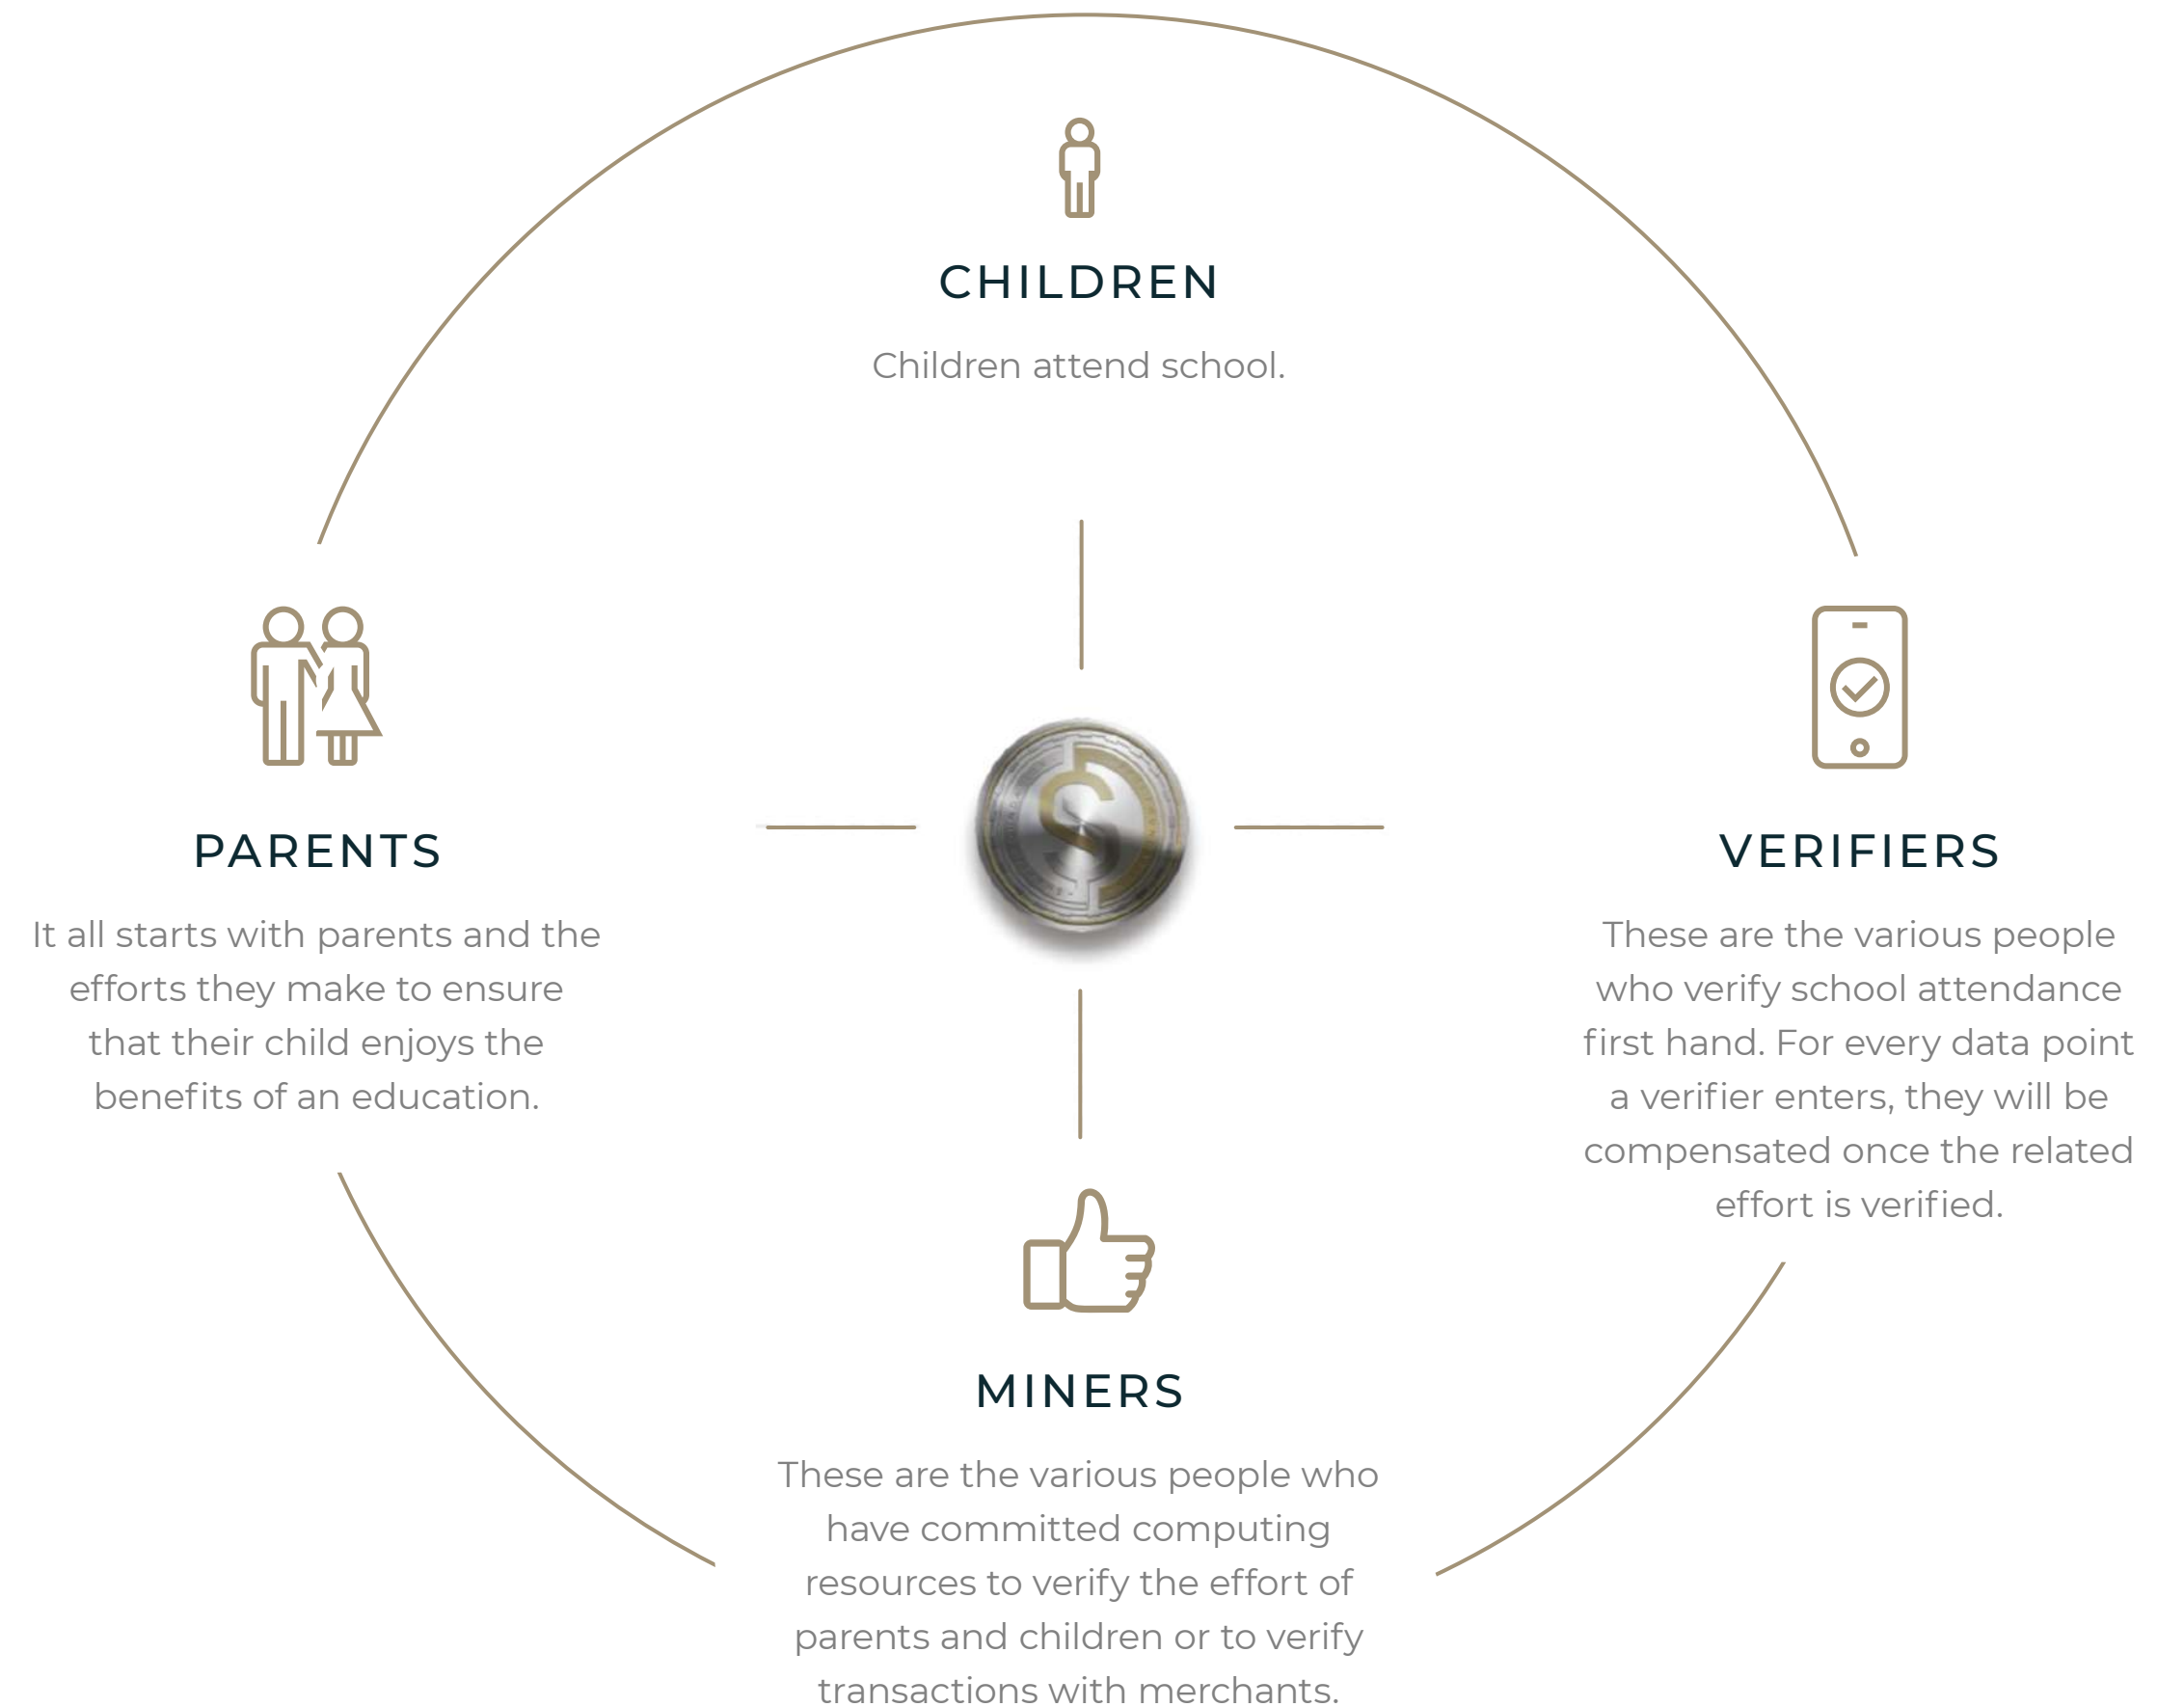 CHILDREN
Children attend school.
PARENTS
It all starts with parents and the
efforts they make to ensure
that their child enjoys the
benefits of an education.
VERIFIERS
These are the various people
who verify school attendance
first hand. For every data point
a verifier enters, they will be
compensated once the related
effort is verified.
MINERS
These are the various people who
have committed computing
resources to verify the effort of
parents and children or to verify
transactions with merchants.